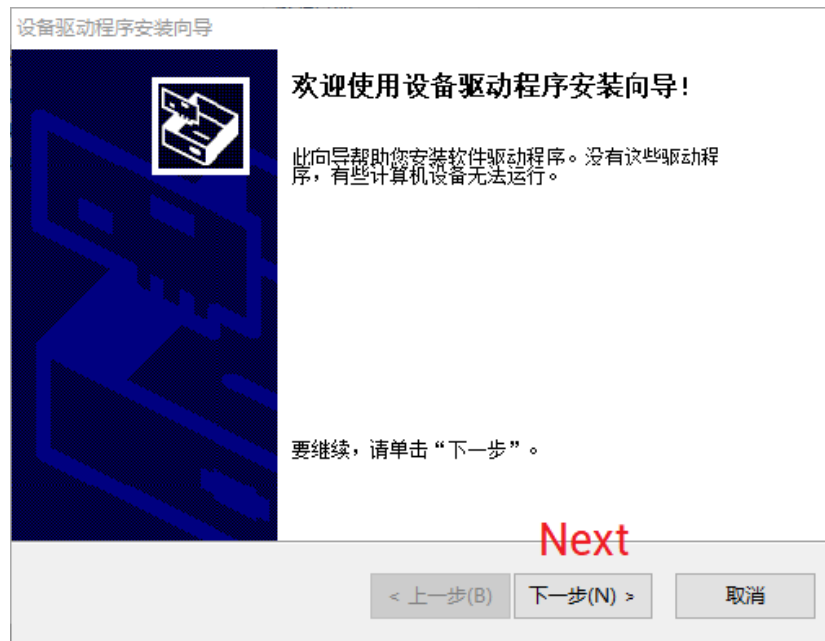 设备驱动程序安装向导
欢迎使用设备驱动程序安装向导!
此向导帮助您安装软件驱动程序。没有这些驱动程
序，有些计算机设备无法运行。
要继续，请单击“下一步”。
Next
< 上一步(B)
下一步(N) >
取消